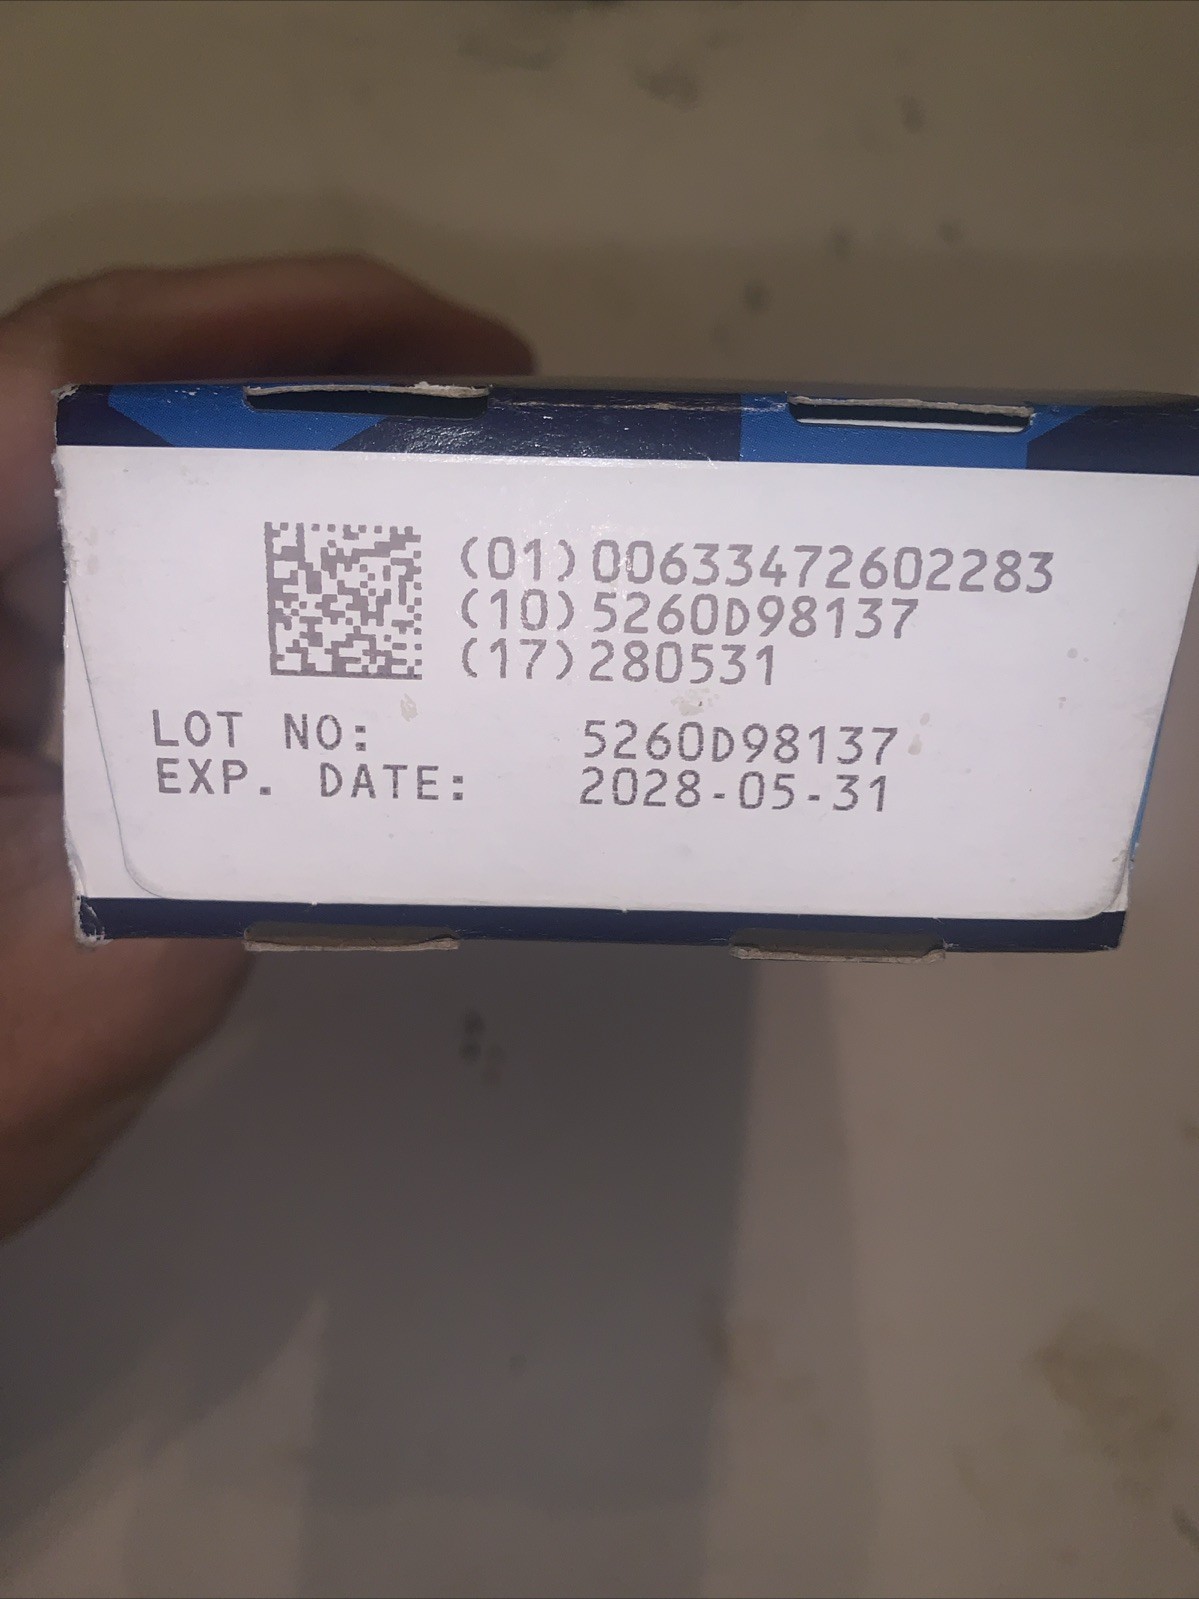 (01)00633472602283
(10)5260D98137
(17)280531
LOT NO: 5260D98137
EXP. DATE: 2028-05-31